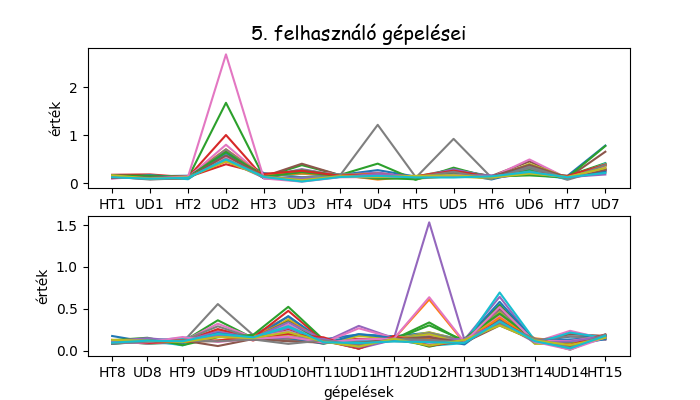 5. felhasználó gépelései
érték
2
1
0
HT1 UD1 HT2 UD2 HT3 UD3 HT4 UD4 HT5 UD5 HT6 UD6 HT7 UD7
érték
1.5
1.0
0.5
0.0
HT8 UD8 HT9 UD9 HT10 UD10 HT11 UD11 HT12 UD12 HT13 UD13 HT14 UD14 HT15
gépelések